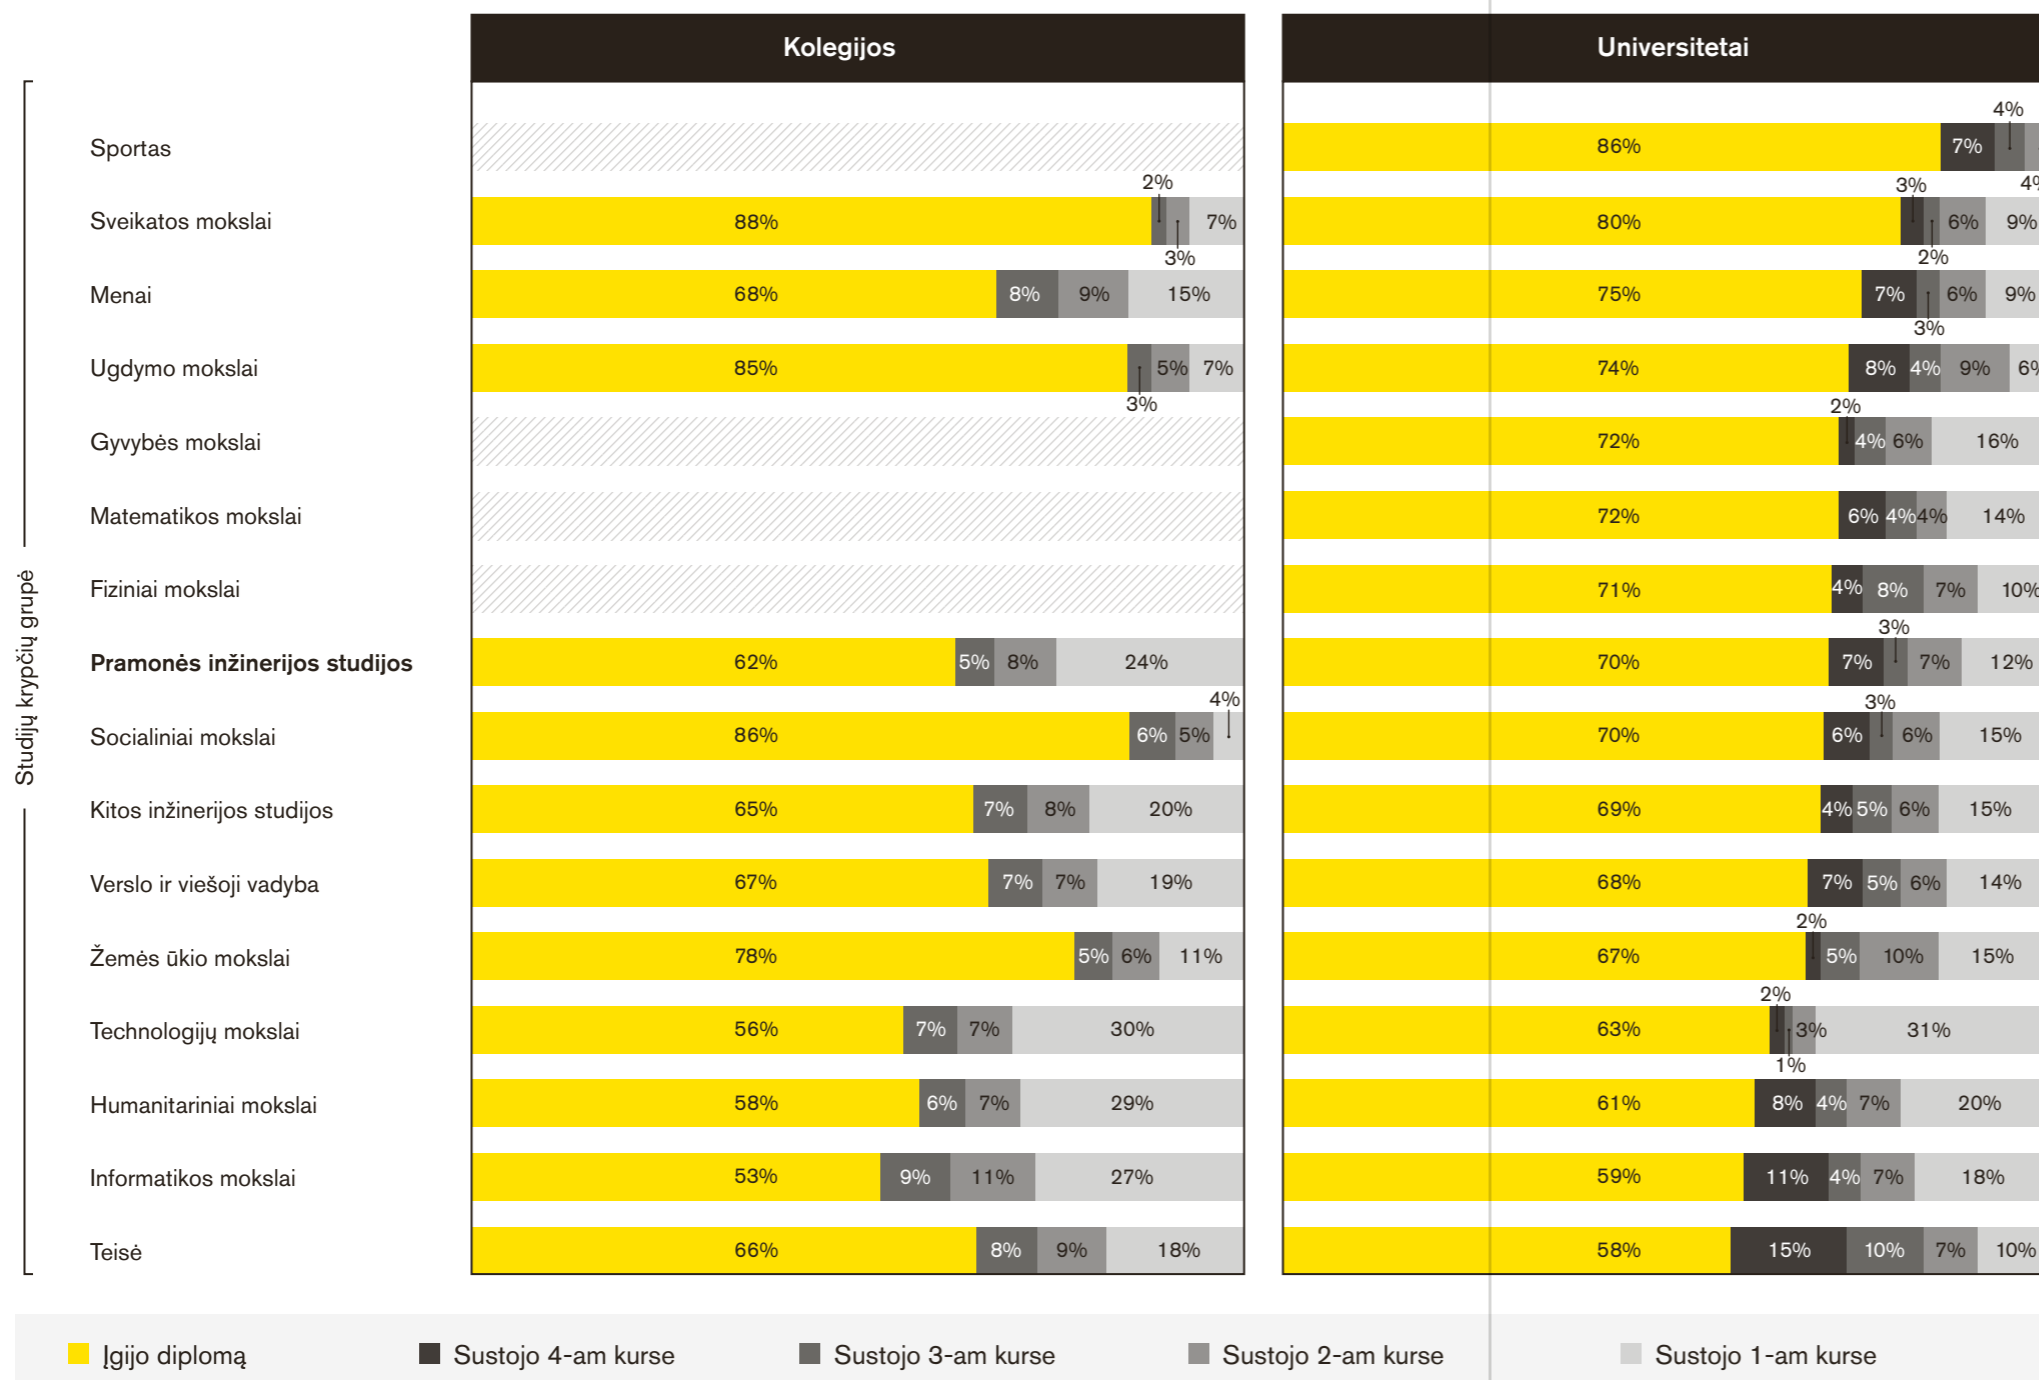 Kolegijos
Universitetai
Studijų krypčių grupė
4%
Sportas 86% 7%
2% 3%
Sveikatos mokslai 88% 7% 80% 6% 9%
3% 2%
Menai 68% 8% 9% 15% 75% 7% 6% 9%
3%
Ugdymo mokslai 85% 5% 7% 74% 8% 4% 9%
3% 2%
Gyvybės mokslai 72% 4% 6% 16%
Matematikos mokslai 72% 6% 4% 4% 14%
Fiziniai mokslai 71% 4% 8% 7% 10%
3%
Pramonės inžinerijos studijos 62% 5% 8% 24% 70% 7% 7% 12%
4% 3%
Socialiniai mokslai 86% 6% 5% 70% 6% 6% 15%
Kitos inžinerijos studijos 65% 7% 8% 20% 69% 4% 5% 6% 15%
Verslo ir viešoji vadyba 67% 7% 7% 19% 68% 7% 5% 6% 14%
2%
Žemės ūkio mokslai 78% 5% 6% 11% 67% 5% 10% 15%
2%
Technologijų mokslai 56% 7% 7% 30% 63% 3% 31%
1%
Humanitariniai mokslai 58% 6% 7% 29% 61% 8% 4% 7% 20%
Informatikos mokslai 53% 9% 11% 27% 59% 11% 4% 7% 18%
Teisė 66% 8% 9% 18% 58% 15% 10% 7% 10%
Įgijo diplomą
Sustojo 4-am kurse
Sustojo 3-am kurse
Sustojo 2-am kurse
Sustojo 1-am kurse